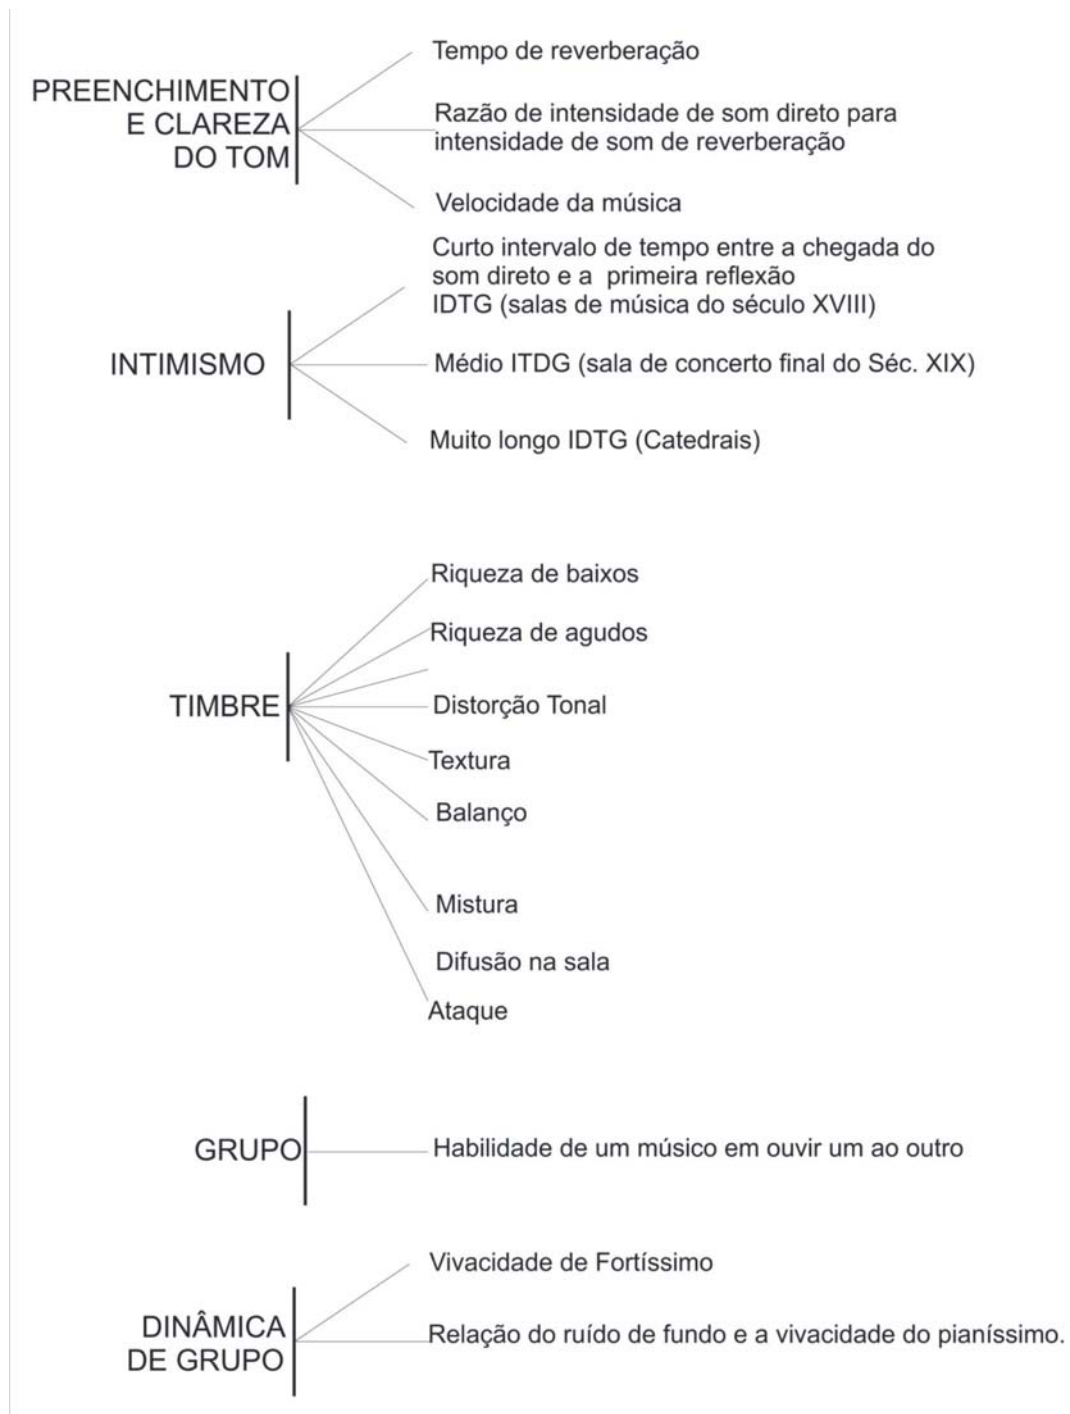 PREENCHIMENTO
E CLAREZA
DO TOM
Tempo de reverberação
Razão de intensidade de som direto para
intensidade de som de reverberação
Velocidade da música
INTIMISMO
Curto intervalo de tempo entre a chegada do
som direto e a primeira reflexão
IDTG (salas de música do século XVIII)
Médio ITDG (sala de concerto final do Séc. XIX)
Muito longo IDTG (Catedrais)
TIMBRE
Riqueza de baixos
Riqueza de agudos
Distorção Tonal
Textura
Balanço
Mistura
Difusão na sala
Ataque
GRUPO
Habilidade de um músico em ouvir um ao outro
DINÂMICA
DE GRUPO
Vivacidade de Fortíssimo
Relação do ruído de fundo e a vivacidade do pianíssimo.